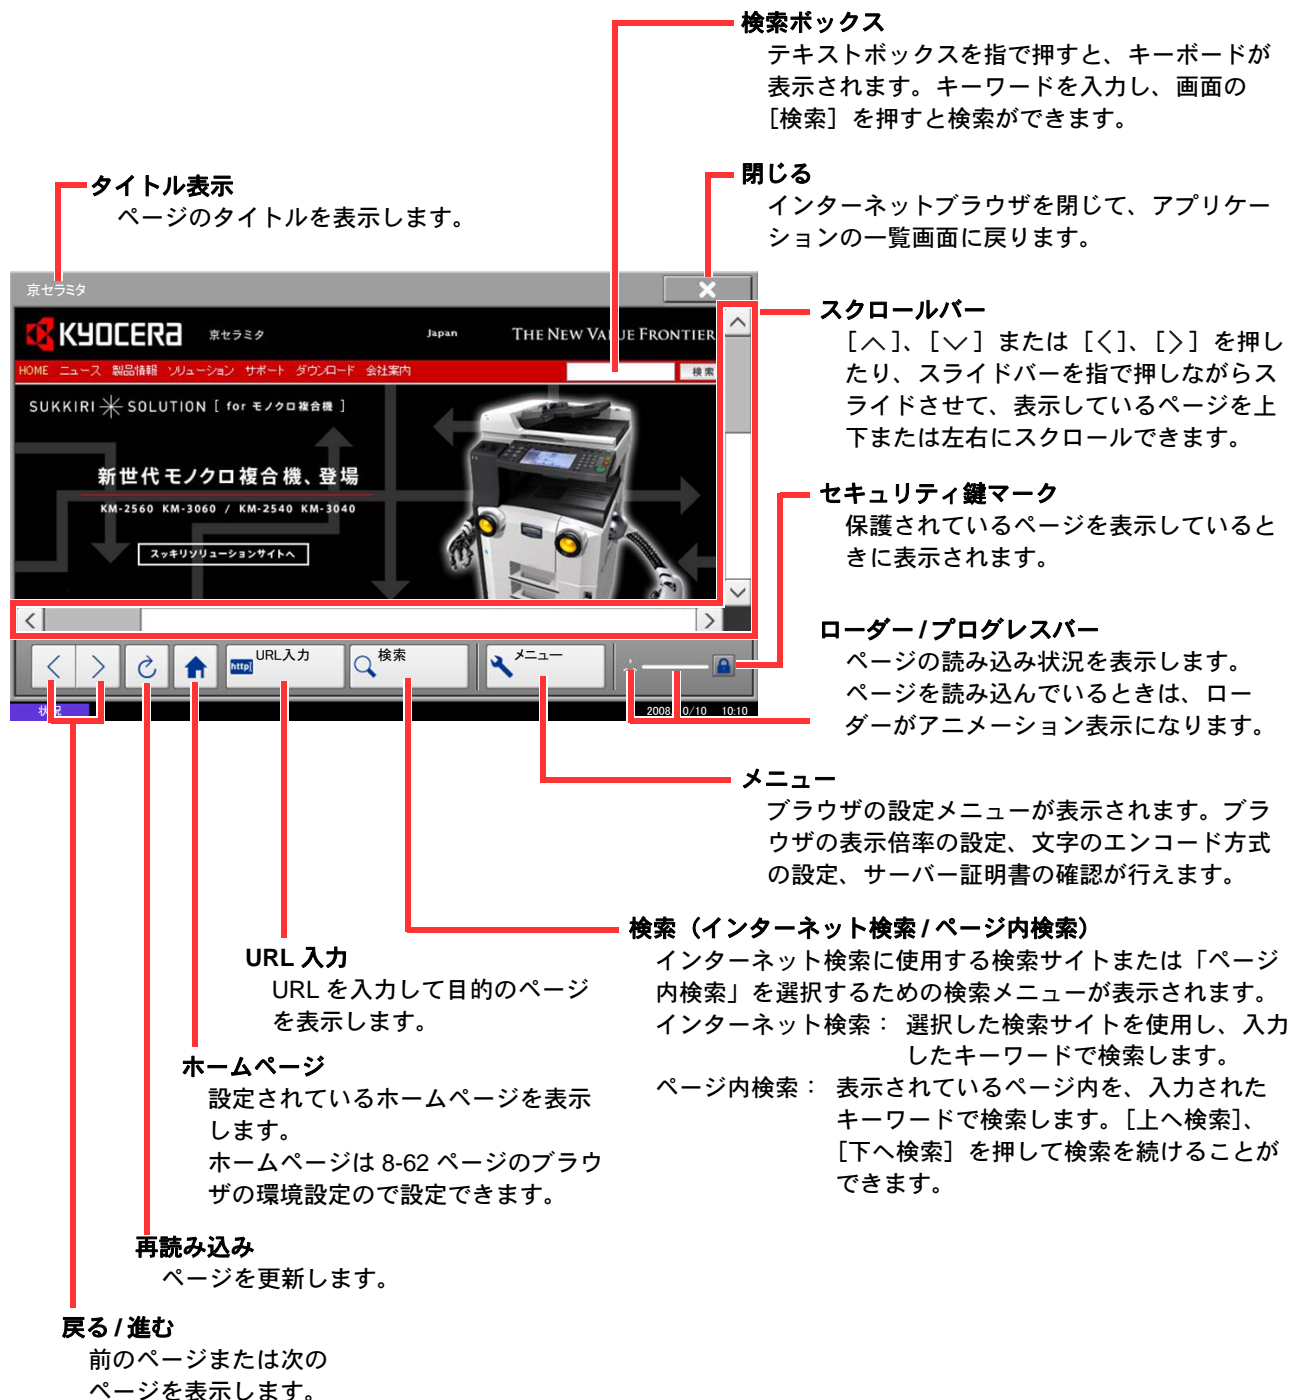 検索ボックス
テキストボックスを指で押すと、キーボードが
表示されます。キーワードを入力し、画面の
［検索］を押すと検索ができます。
タイトル表示
ページのタイトルを表示します。
閉じる
インターネットブラウザを閉じて、アプリケー
ションの一覧画面に戻ります。
京セラミタ
KYOCERA 京セラミタ Japan THE NEW VALUE FRONTIER
HOME ニュース 製品情報 ソリューション サポート ダウンロード 会社案内 検索
SUKKIRI SOLUTION [ for モノクロ複合機 ]
新世代モノクロ複合機、登場
KM-2560 KM-3060 / KM-2540 KM-3040
スッキリソリューションサイトへ
http URL入力 検索 メニュー
状況 2008/10/10 10:10
スクロールバー
［︿］、［﹀］または［〈］、［〉］を押し
たり、スライドバーを指で押しながらス
ライドさせて、表示しているページを上
下または左右にスクロールできます。
セキュリティ鍵マーク
保護されているページを表示していると
きに表示されます。
ローダー / プログレスバー
ページの読み込み状況を表示します。
ページを読み込んでいるときは、ロー
ダーがアニメーション表示になります。
メニュー
ブラウザの設定メニューが表示されます。ブラ
ウザの表示倍率の設定、文字のエンコード方式
の設定、サーバー証明書の確認が行えます。
検索（インターネット検索 / ページ内検索）
インターネット検索に使用する検索サイトまたは「ページ
内検索」を選択するための検索メニューが表示されます。
インターネット検索： 選択した検索サイトを使用し、入力
したキーワードで検索します。
ページ内検索： 表示されているページ内を、入力された
キーワードで検索します。［上へ検索］、
［下へ検索］を押して検索を続けることが
できます。
URL 入力
URL を入力して目的のページ
を表示します。
ホームページ
設定されているホームページを表示
します。
ホームページは 8-62 ページのブラウ
ザの環境設定ので設定できます。
再読み込み
ページを更新します。
戻る / 進む
前のページまたは次の
ページを表示します。